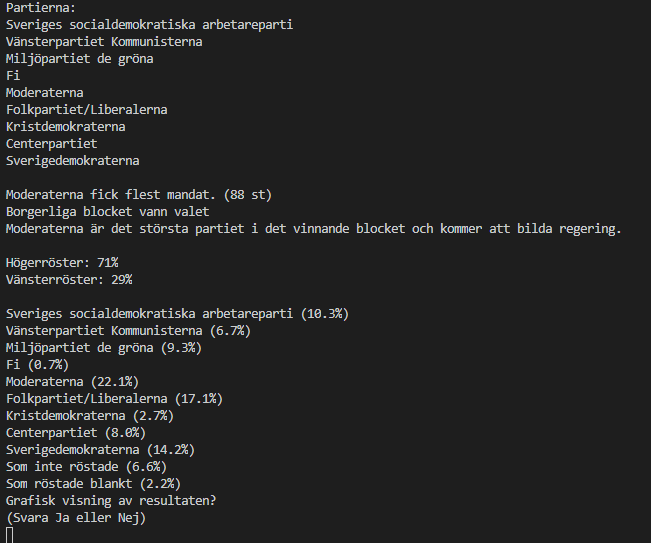 Partierna:
Sveriges socialdemokratiska arbetareparti
Vänsterpartiet Kommunisterna
Miljöpartiet de gröna
Fi
Moderaterna
Folkpartiet/Liberalerna
Kristdemokraterna
Centerpartiet
Sverigedemokraterna
Moderaterna fick flest mandat. (88 st)
Borgerliga blocket vann valet
Moderaterna är det största partiet i det vinnande blocket och kommer att bilda regering.
Högerröster: 71%
Vänsterröster: 29%
Sveriges socialdemokratiska arbetareparti (10.3%)
Vänsterpartiet Kommunisterna (6.7%)
Miljöpartiet de gröna (9.3%)
Fi (0.7%)
Moderaterna (22.1%)
Folkpartiet/Liberalerna (17.1%)
Kristdemokraterna (2.7%)
Centerpartiet (8.0%)
Sverigedemokraterna (14.2%)
Som inte röstade (6.6%)
Som röstade blankt (2.2%)
Grafisk visning av resultaten?
(Svara Ja eller Nej)